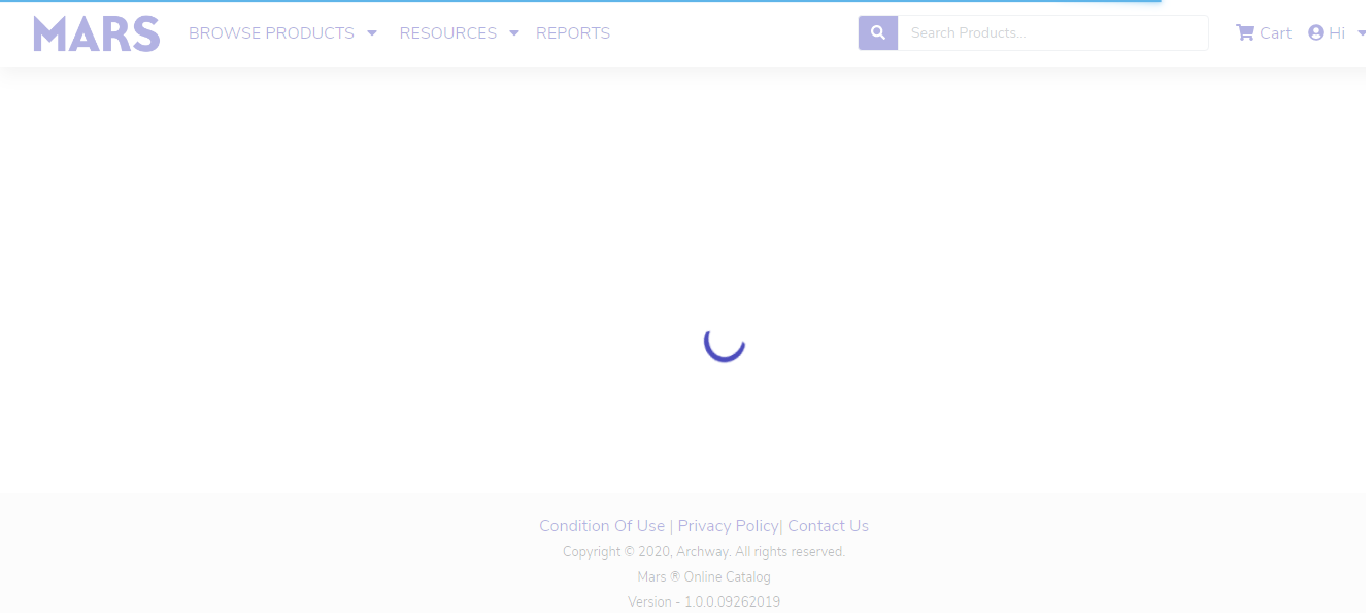 MARS BROWSE PRODUCTS RESOURCES REPORTS Search Products... Cart Hi
Condition Of Use | Privacy Policy| Contact Us
Copyright © 2020, Archway. All rights reserved.
Mars ® Online Catalog
Version - 1.0.0.09262019